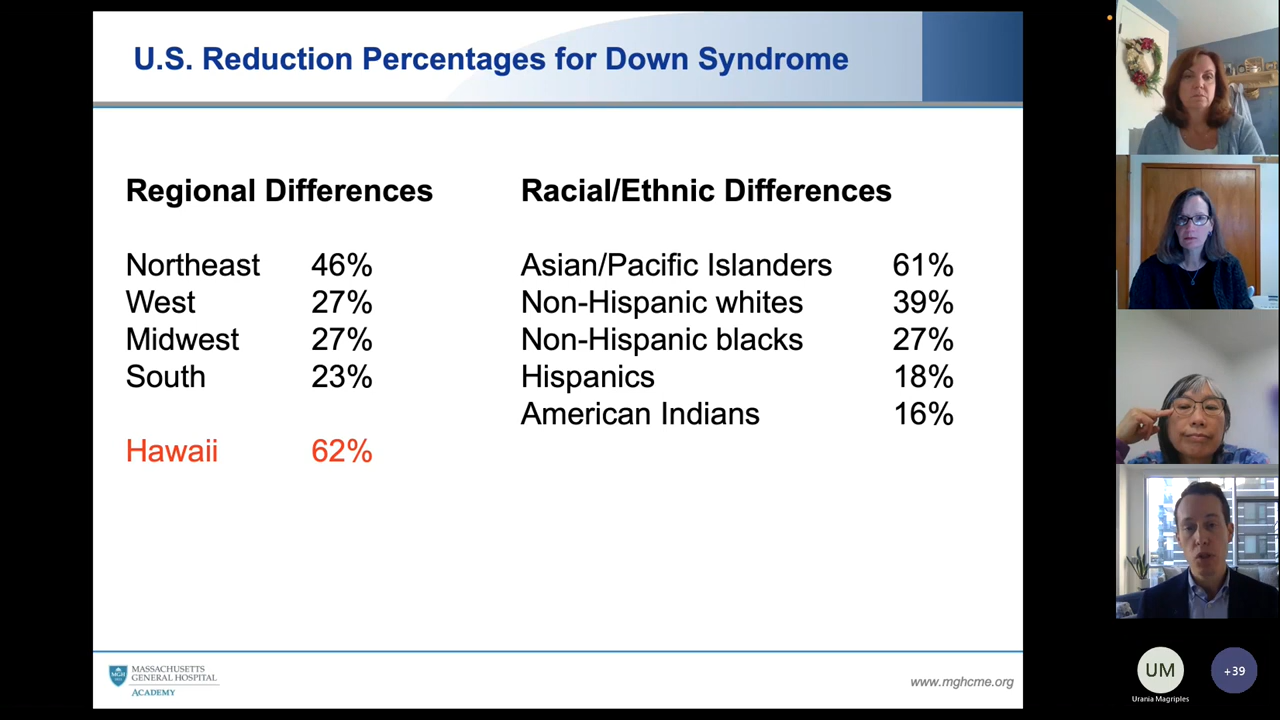 U.S. Reduction Percentages for Down Syndrome
Regional Differences
Northeast 46%
West 27%
Midwest 27%
South 23%
Hawaii 62%
Racial/Ethnic Differences
Asian/Pacific Islanders 61%
Non-Hispanic whites 39%
Non-Hispanic blacks 27%
Hispanics 18%
American Indians 16%
MGH
MASSACHUSETTS
GENERAL HOSPITAL
ACADEMY
www.mghcme.org
UM
Urania Magriples
+39